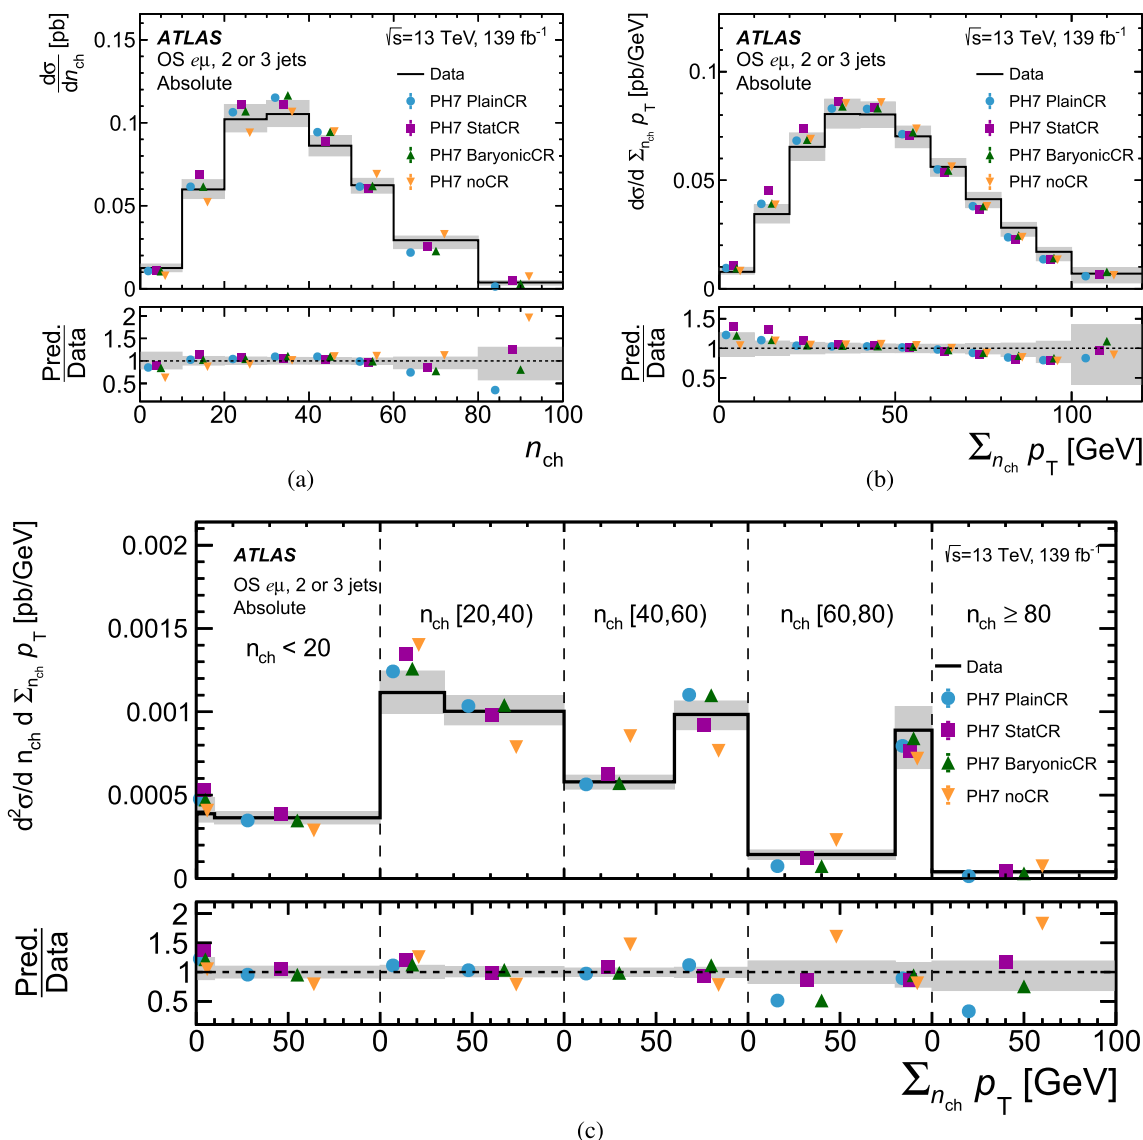 dσ/dn_ch [pb]
0.15
0.1
0.05
0
ATLAS
OS eμ, 2 or 3 jets
Absolute
√s=13 TeV, 139 fb⁻¹
Data
PH7 PlainCR
PH7 StatCR
PH7 BaryonicCR
PH7 noCR
Pred./Data
2
1.5
1
0.5
0 20 40 60 80 100
n_ch
(a)
dσ/d Σ_{n_ch} p_T [pb/GeV]
0.1
0.05
0
ATLAS
OS eμ, 2 or 3 jets
Absolute
√s=13 TeV, 139 fb⁻¹
Data
PH7 PlainCR
PH7 StatCR
PH7 BaryonicCR
PH7 noCR
Pred./Data
1.5
1
0.5
0 50 100
Σ_{n_ch} p_T [GeV]
(b)
d²σ/d n_ch d Σ_{n_ch} p_T [pb/GeV]
0.002
0.0015
0.001
0.0005
0
ATLAS
OS eμ, 2 or 3 jets
Absolute
√s=13 TeV, 139 fb⁻¹
n_ch < 20
n_ch [20,40)
n_ch [40,60)
n_ch [60,80)
n_ch ≥ 80
Data
PH7 PlainCR
PH7 StatCR
PH7 BaryonicCR
PH7 noCR
Pred./Data
2
1.5
1
0.5
0 50 0 50 0 50 0 50 0 50 100
Σ_{n_ch} p_T [GeV]
(c)